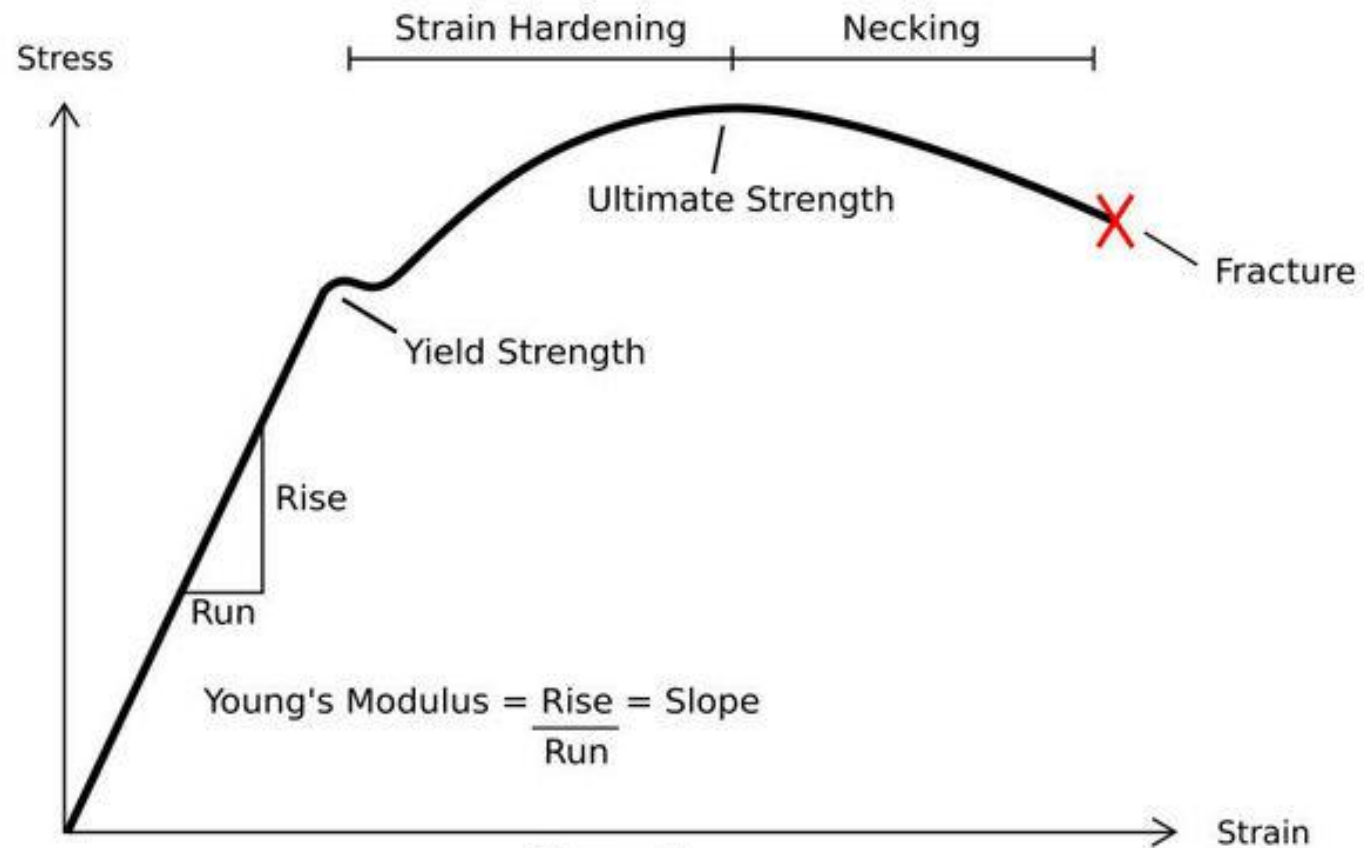 Strain Hardening
Necking
Stress
Ultimate Strength
Fracture
Yield Strength
Rise
Run
Young's Modulus = Rise = Slope
Run
Strain